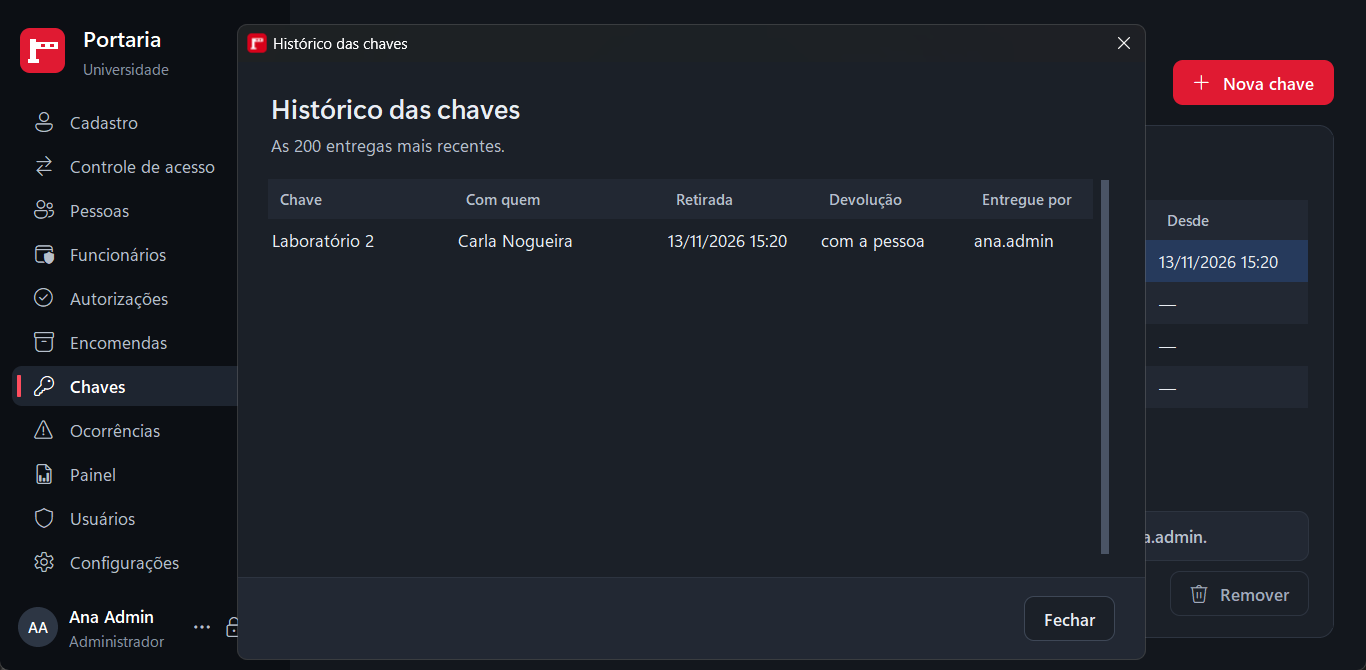 Portaria
Universidade
Cadastro
Controle de acesso
Pessoas
Funcionários
Autorizações
Encomendas
Chaves
Ocorrências
Painel
Usuários
Configurações
AA
Ana Admin
Administrador
Histórico das chaves
Histórico das chaves
As 200 entregas mais recentes.
Chave Com quem Retirada Devolução Entregue por
Laboratório 2 Carla Nogueira 13/11/2026 15:20 com a pessoa ana.admin
Fechar
Nova chave
Desde
13/11/2026 15:20
—
—
—
a.admin.
Remover